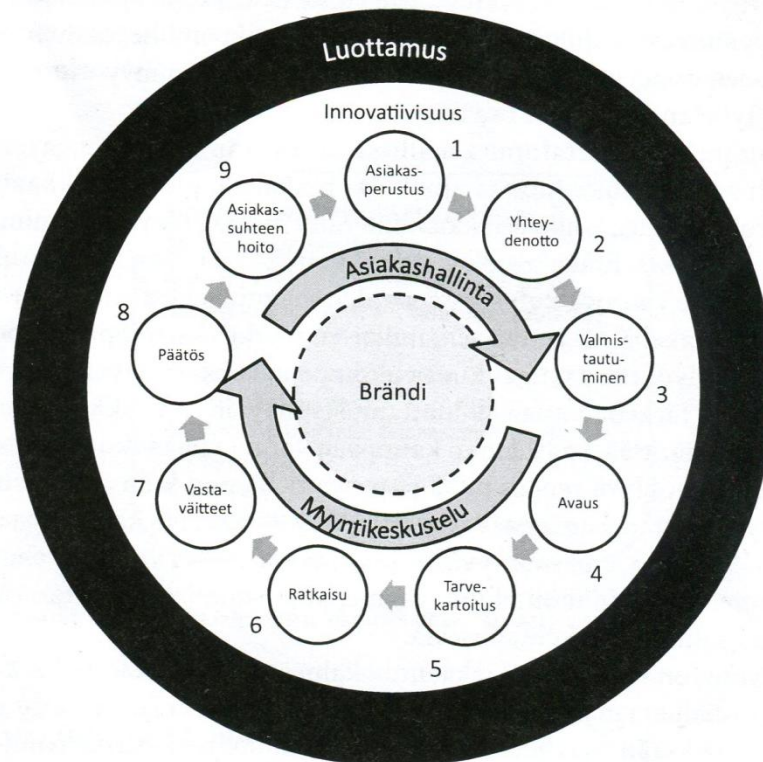 Luottamus
Innovatiivisuus
1
Asiakas-
perustus
2
Yhtey-
denotto
3
Valmis-
tautu-
minen
4
Avaus
5
Tarve-
kartoitus
6
Ratkaisu
7
Vasta-
väitteet
8
Päätös
9
Asiakas-
suhteen
hoito
Asiakashallinta
Brändi
Myyntikeskustelu